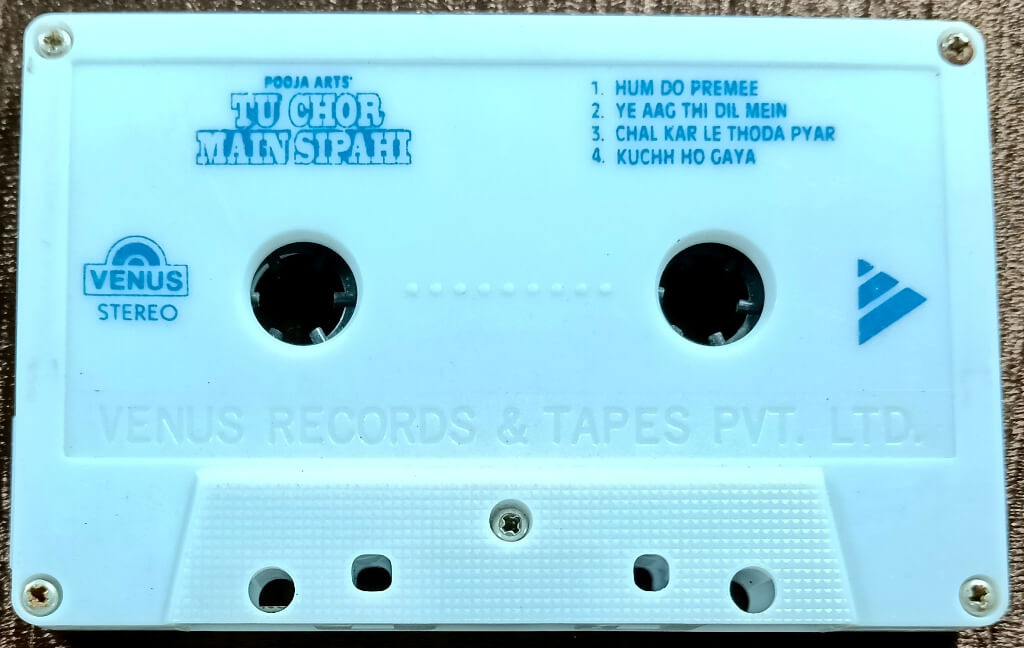 POOJA ARTS'
TU CHOR
MAIN SIPAHI
1. HUM DO PREMEE
2. YE AAG THI DIL MEIN
3. CHAL KAR LE THODA PYAR
4. KUCHH HO GAYA
VENUS
STEREO
VENUS RECORDS & TAPES PVT. LTD.